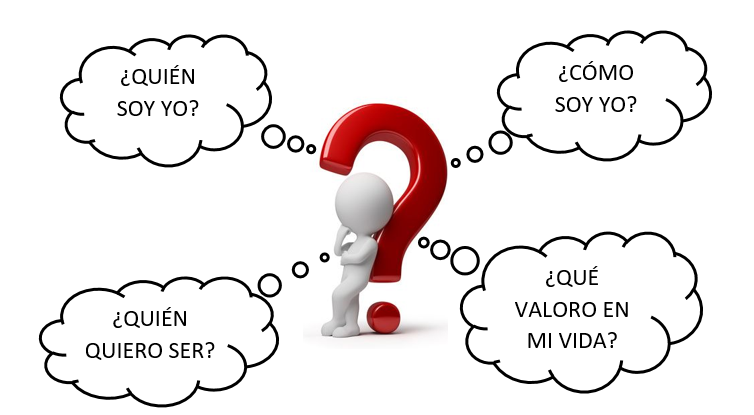 ¿QUIÉN
SOY YO?
¿CÓMO
SOY YO?
¿QUIÉN
QUIERO SER?
¿QUÉ
VALORO EN
MI VIDA?